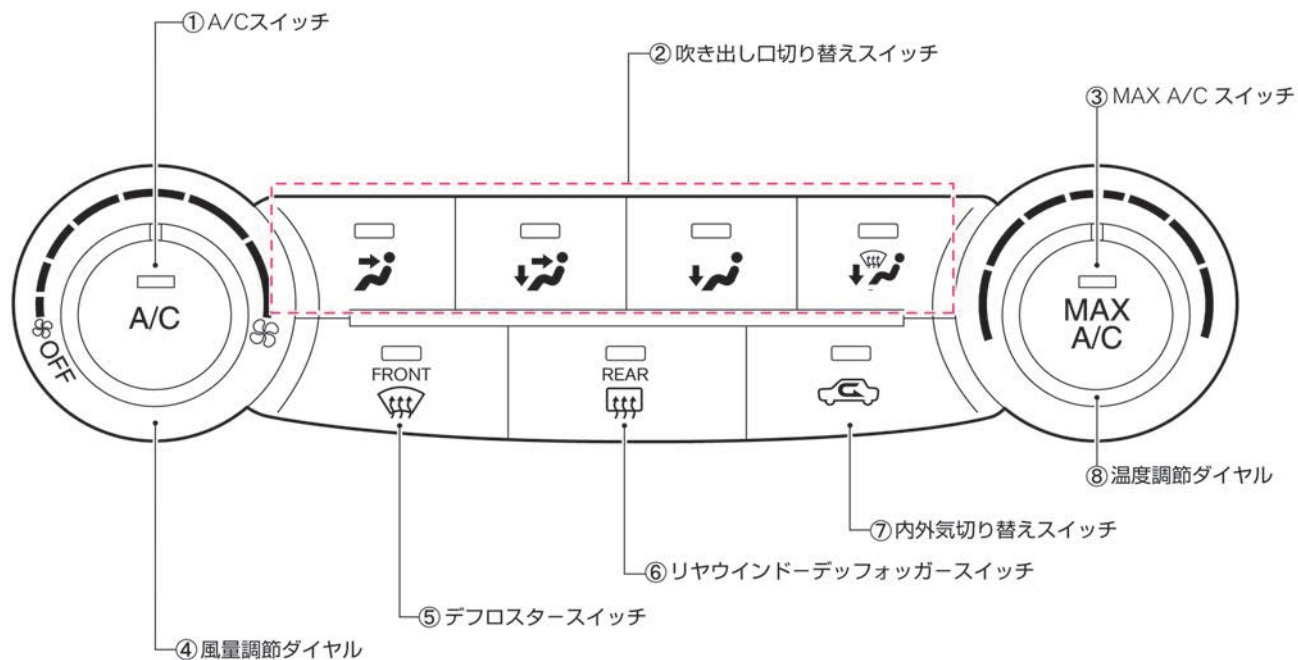 ①A/Cスイッチ
②吹き出し口切り替えスイッチ
③MAX A/C スイッチ
A/C
OFF
MAX
A/C
FRONT
REAR
⑧温度調節ダイヤル
⑦内外気切り替えスイッチ
⑥リヤウインドーデッフォッガースイッチ
⑤デフロスタースイッチ
④風量調節ダイヤル